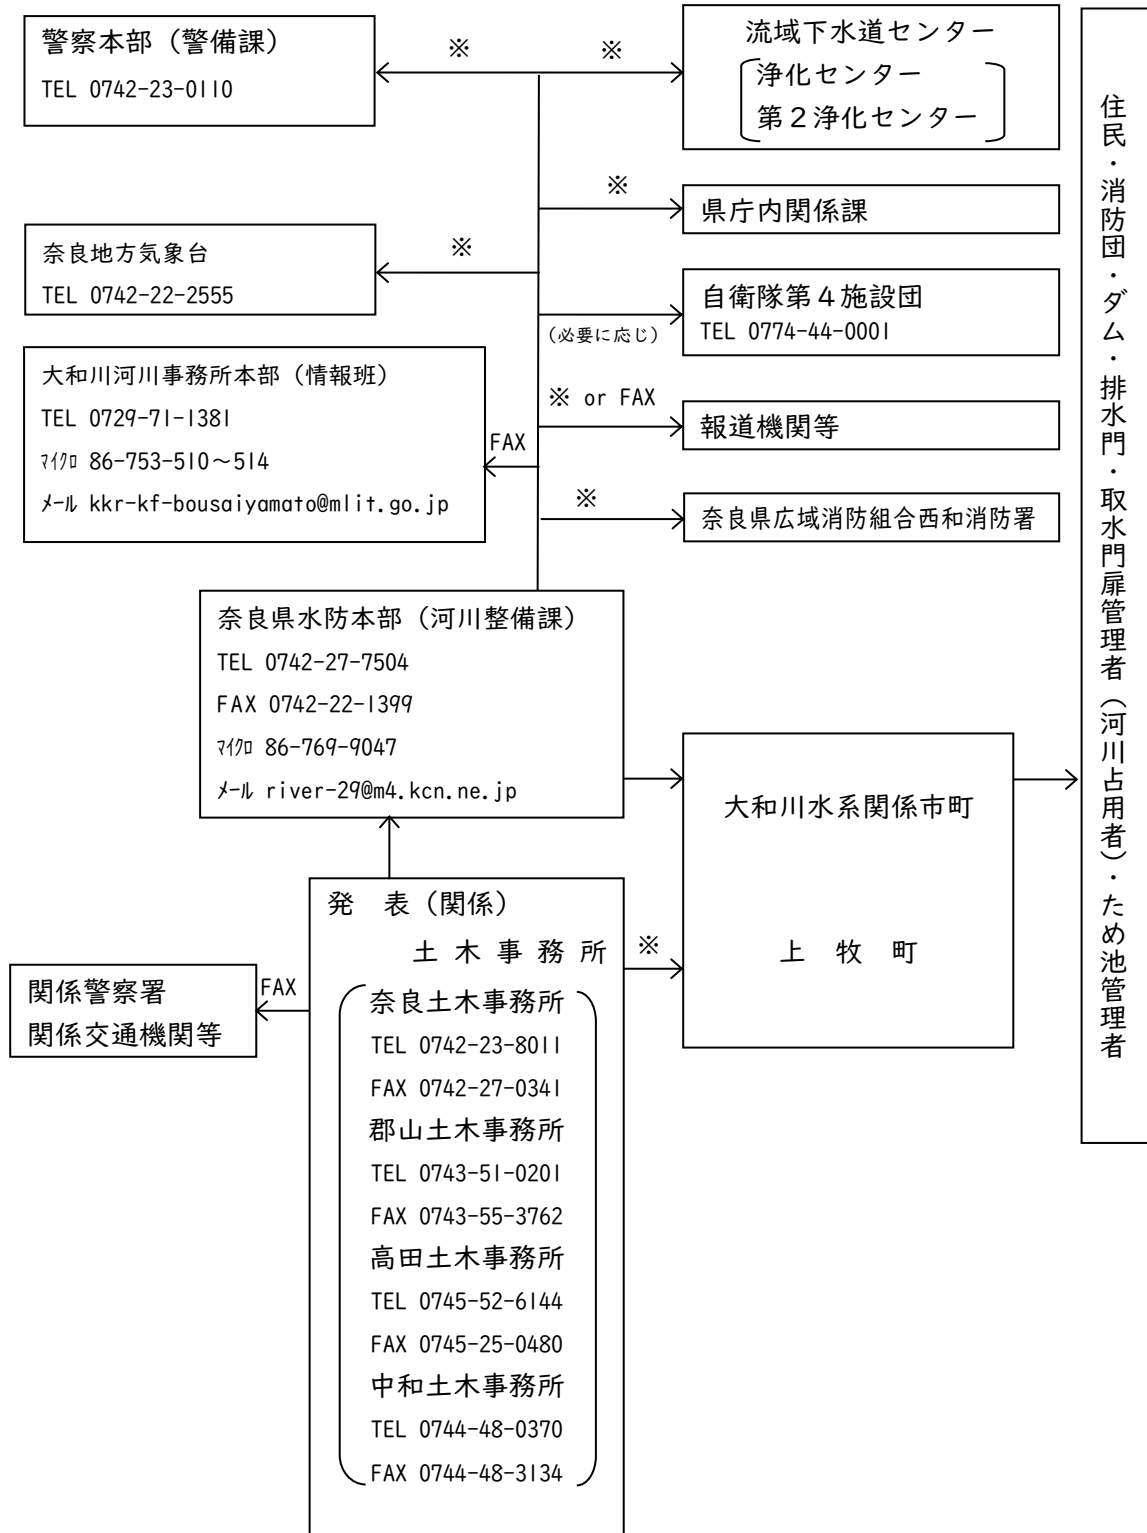 警察本部（警備課）
TEL 0742-23-0110
※
※
流域下水道センター
浄化センター
第２浄化センター
※
県庁内関係課
奈良地方気象台
TEL 0742-22-2555
※
自衛隊第４施設団
TEL 0774-44-0001
（必要に応じ）
大和川河川事務所本部（情報班）
TEL 0729-71-1381
ﾏｲｸﾛ 86-753-510～514
ﾒｰﾙ kkr-kf-bousaiyamato@mlit.go.jp
FAX
※ or FAX
報道機関等
※
奈良県広域消防組合西和消防署
奈良県水防本部（河川整備課）
TEL 0742-27-7504
FAX 0742-22-1399
ﾏｲｸﾛ 86-769-9047
ﾒｰﾙ river-29@m4.kcn.ne.jp
大和川水系関係市町
上　牧　町
発　表（関係）
土 木 事 務 所
※
関係警察署
関係交通機関等
FAX
奈良土木事務所
TEL 0742-23-8011
FAX 0742-27-0341
郡山土木事務所
TEL 0743-51-0201
FAX 0743-55-3762
高田土木事務所
TEL 0745-52-6144
FAX 0745-25-0480
中和土木事務所
TEL 0744-48-0370
FAX 0744-48-3134
住民・消防団・ダム・排水門・取水門扉管理者（河川占用者）・ため池管理者